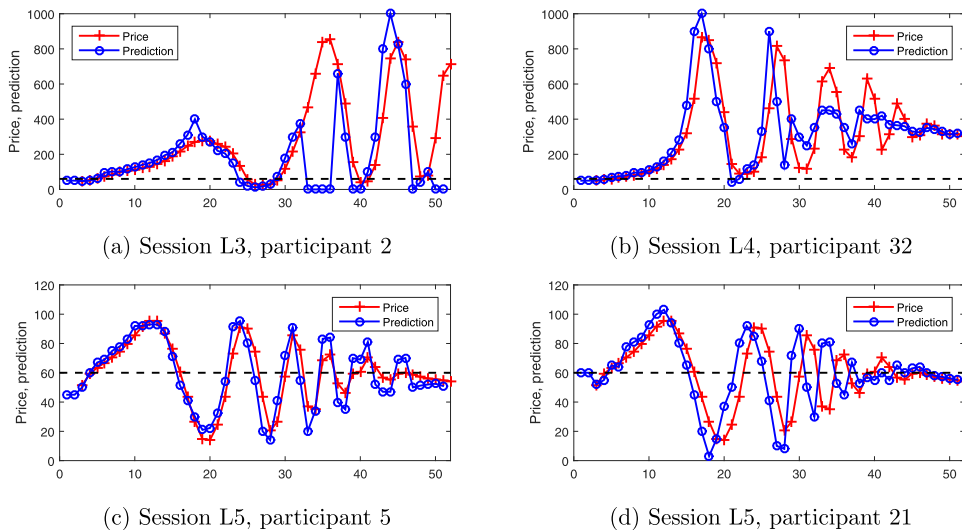 Price, prediction
1000
800
600
400
200
0
Price
Prediction
0 10 20 30 40 50
(a) Session L3, participant 2
Price, prediction
1000
800
600
400
200
0
Price
Prediction
0 10 20 30 40 50
(b) Session L4, participant 32
Price, prediction
120
100
80
60
40
20
0
Price
Prediction
0 10 20 30 40 50
(c) Session L5, participant 5
Price, prediction
120
100
80
60
40
20
0
Price
Prediction
0 10 20 30 40 50
(d) Session L5, participant 21